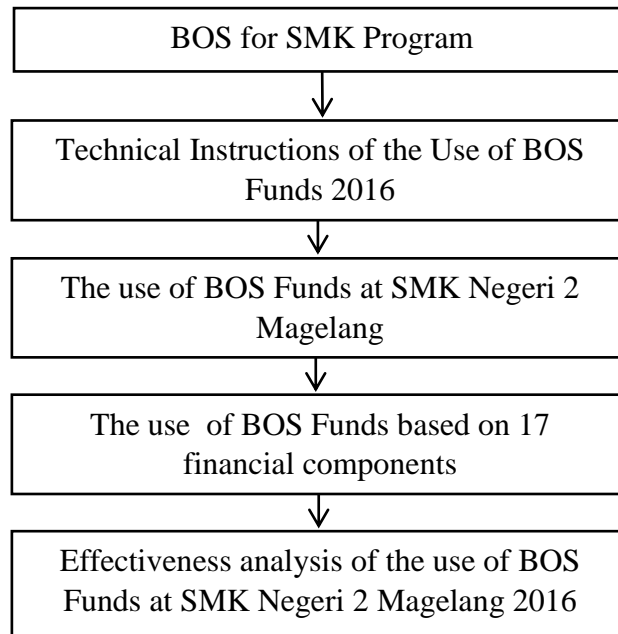 BOS for SMK Program
Technical Instructions of the Use of BOS
Funds 2016
The use of BOS Funds at SMK Negeri 2
Magelang
The use of BOS Funds based on 17
financial components
Effectiveness analysis of the use of BOS
Funds at SMK Negeri 2 Magelang 2016